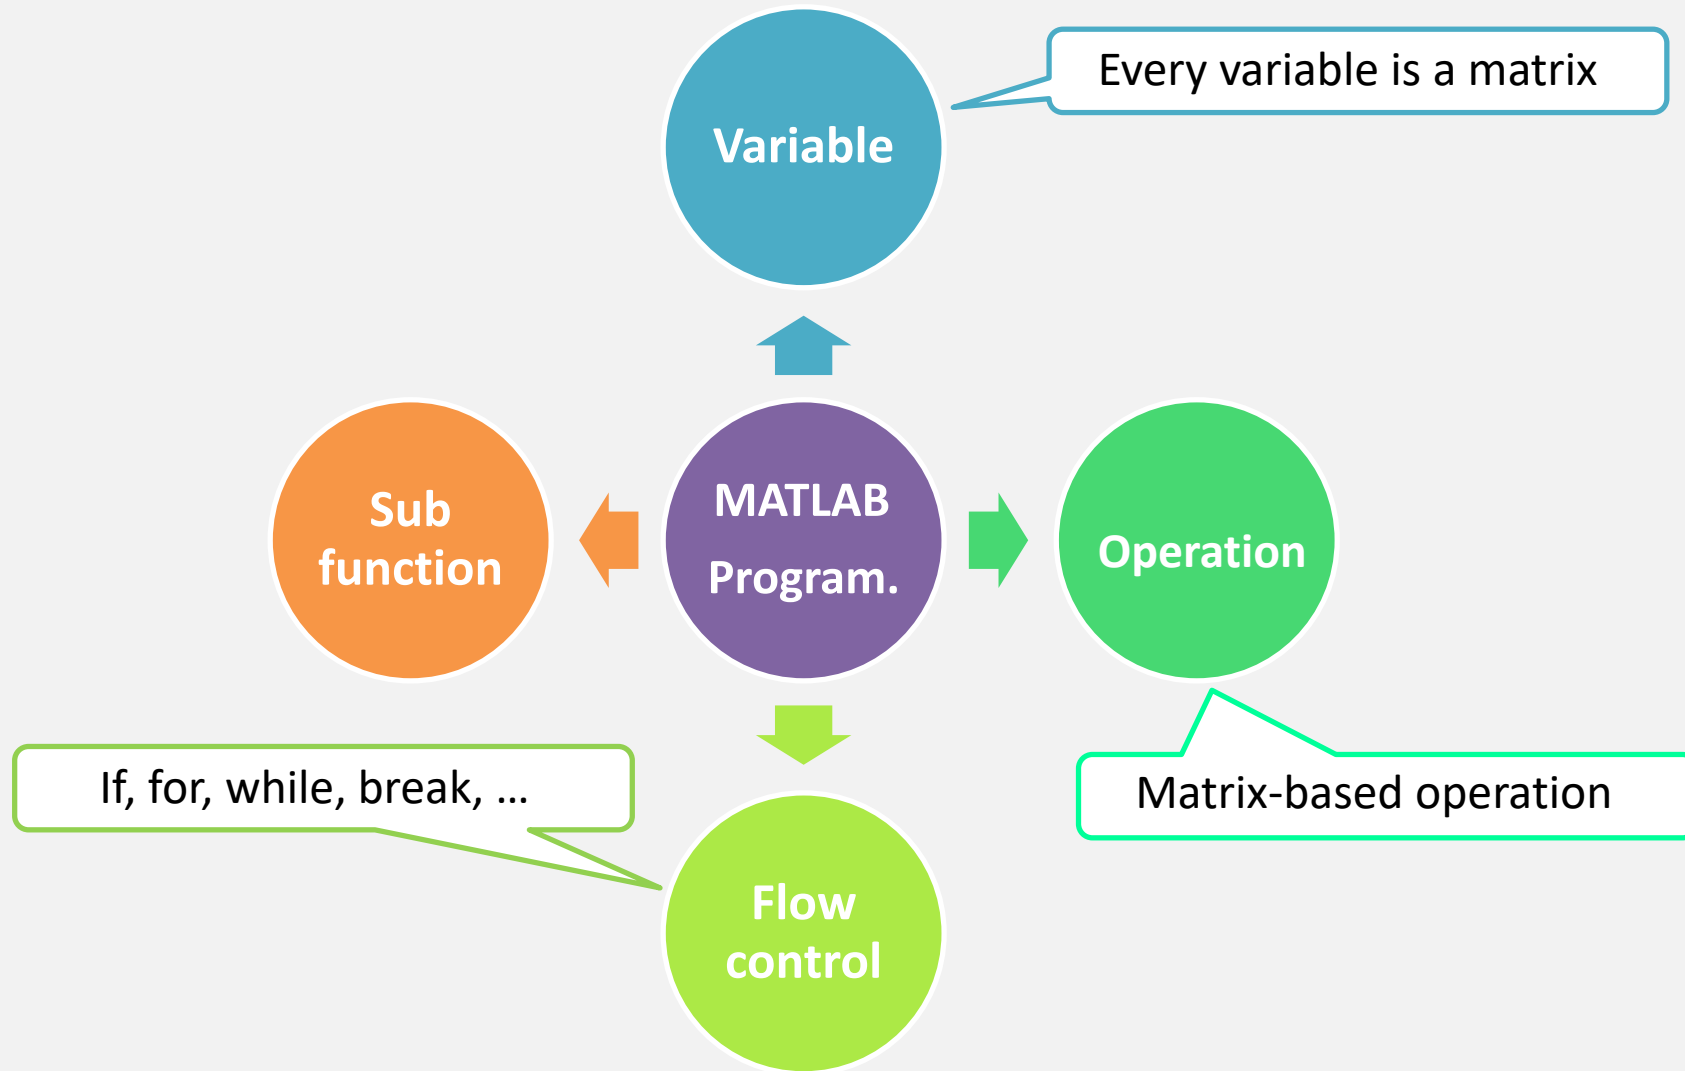 Variable
Every variable is a matrix
Sub
function
MATLAB
Program.
Operation
If, for, while, break, …
Matrix-based operation
Flow
control